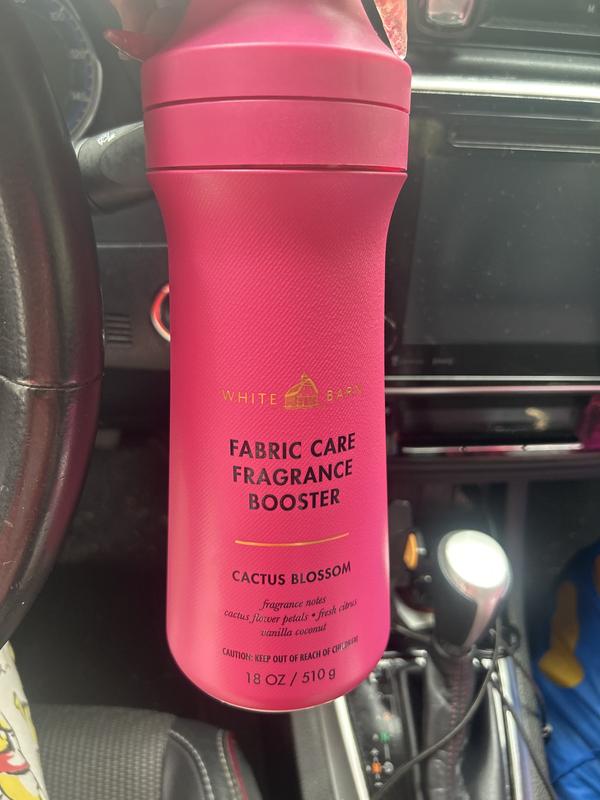 WHITE BARN
FABRIC CARE
FRAGRANCE
BOOSTER
CACTUS BLOSSOM
fragrance notes
cactus flower petals • fresh citrus
vanilla coconut
CAUTION: KEEP OUT OF REACH OF CHILDREN
18 OZ / 510 g